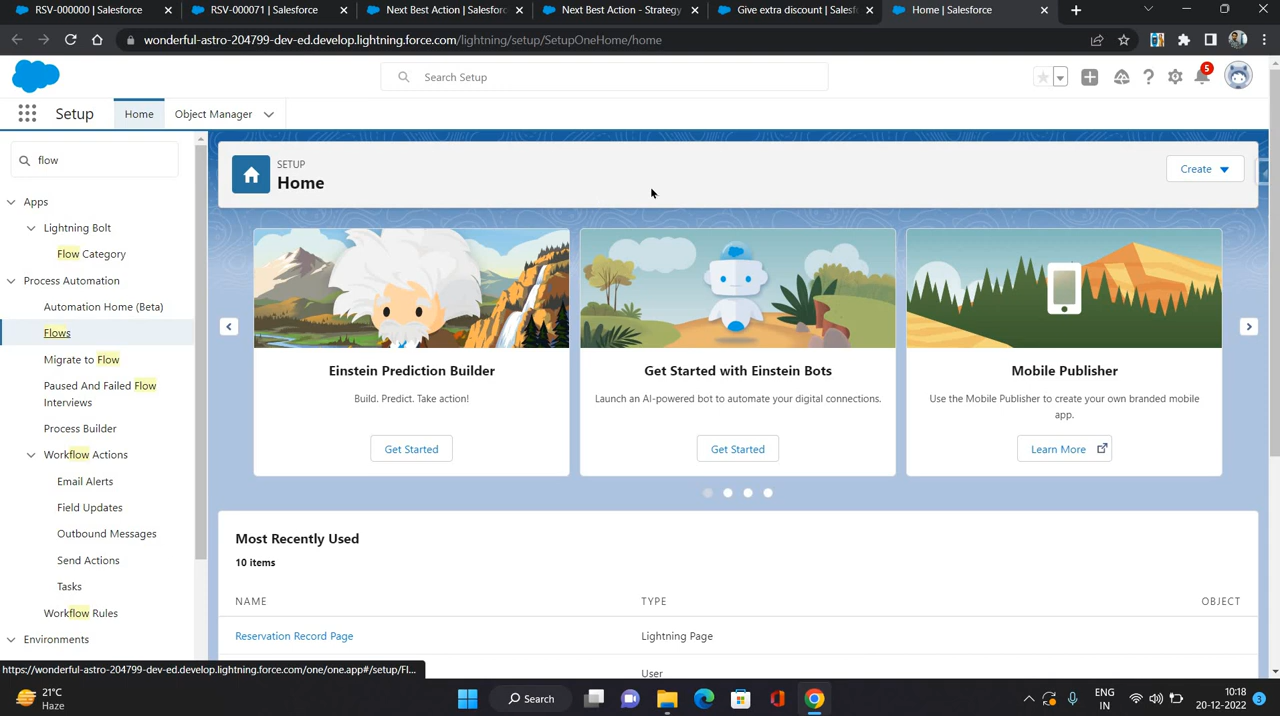 RSV-000000 | Salesforce
RSV-000071 | Salesforce
Next Best Action | Salesforc
Next Best Action - Strategy
Give extra discount | Salesf
Home | Salesforce
wonderful-astro-204799-dev-ed.develop.lightning.force.com/lightning/setup/SetupOneHome/home
Search Setup
5
Setup
Home
Object Manager
flow
SETUP
Home
Create
Apps
Lightning Bolt
Flow Category
Process Automation
Automation Home (Beta)
Flows
Migrate to Flow
Paused And Failed Flow
Interviews
Process Builder
Workflow Actions
Email Alerts
Field Updates
Outbound Messages
Send Actions
Tasks
Workflow Rules
Environments
Einstein Prediction Builder
Build. Predict. Take action!
Get Started
Get Started with Einstein Bots
Launch an AI-powered bot to automate your digital connections.
Get Started
Mobile Publisher
Use the Mobile Publisher to create your own branded mobile
app.
Learn More
Most Recently Used
10 items
NAME
TYPE
OBJECT
Reservation Record Page
Lightning Page
User
https://wonderful-astro-204799-dev-ed.develop.lightning.force.com/one/one.app#/setup/Fl...
21°C
Haze
Search
ENG
IN
10:18
20-12-2022
3